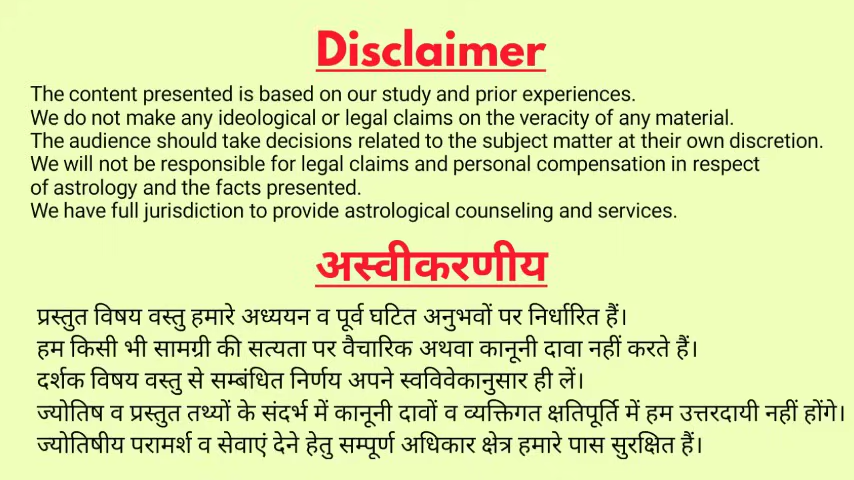 Disclaimer
The content presented is based on our study and prior experiences.
We do not make any ideological or legal claims on the veracity of any material.
The audience should take decisions related to the subject matter at their own discretion.
We will not be responsible for legal claims and personal compensation in respect
of astrology and the facts presented.
We have full jurisdiction to provide astrological counseling and services.
अस्वीकरणीय
प्रस्तुत विषय वस्तु हमारे अध्ययन व पूर्व घटित अनुभवों पर निर्धारित हैं।
हम किसी भी सामग्री की सत्यता पर वैचारिक अथवा कानूनी दावा नहीं करते हैं।
दर्शक विषय वस्तु से सम्बंधित निर्णय अपने स्वविवेकानुसार ही लें।
ज्योतिष व प्रस्तुत तथ्यों के संदर्भ में कानूनी दावों व व्यक्तिगत क्षतिपूर्ति में हम उत्तरदायी नहीं होंगे।
ज्योतिषीय परामर्श व सेवाएं देने हेतु सम्पूर्ण अधिकार क्षेत्र हमारे पास सुरक्षित हैं।